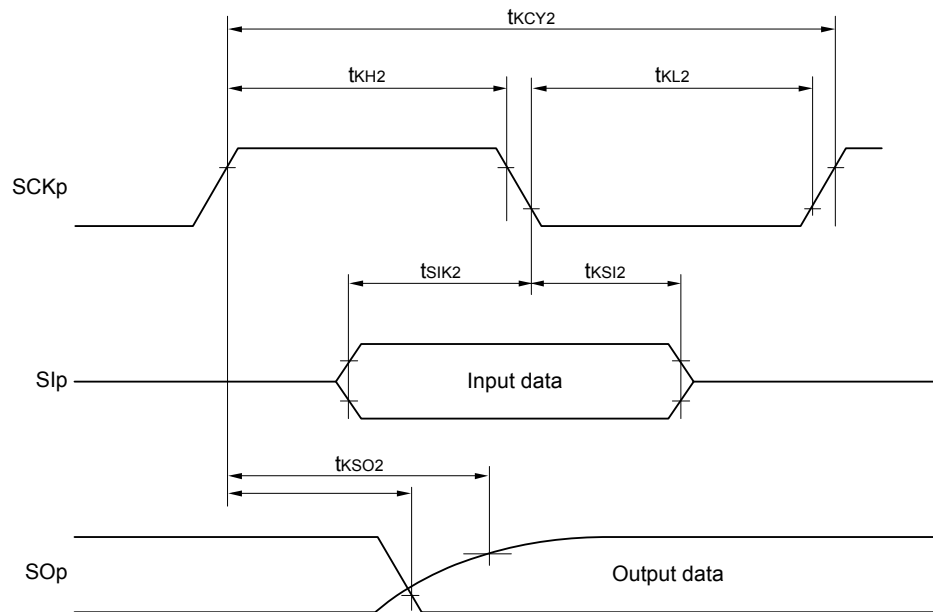 tKCY2
tKH2
tKL2
SCKp
tSIK2
tKSI2
SIp
Input data
tKSO2
SOp
Output data